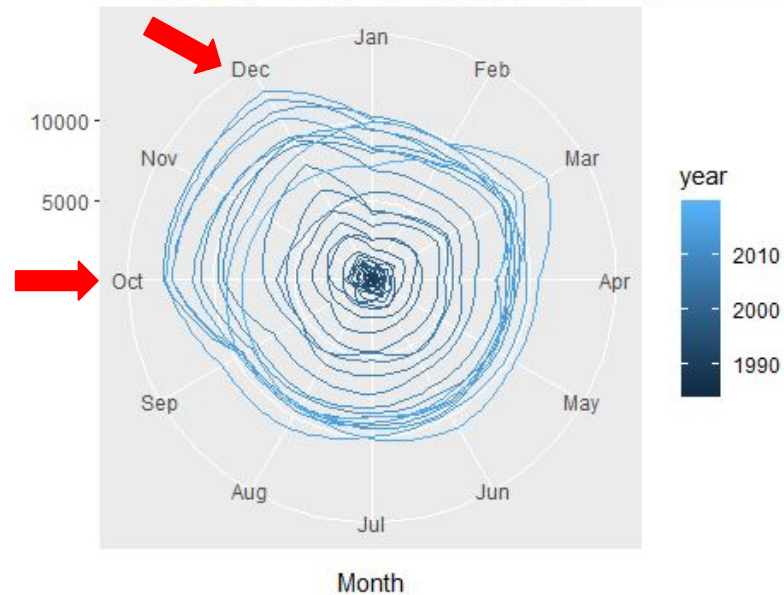 Jan
Dec
Feb
10000
Nov
Mar
year
5000
2010
Oct
Apr
2000
1990
Sep
May
Aug
Jun
Jul
Month